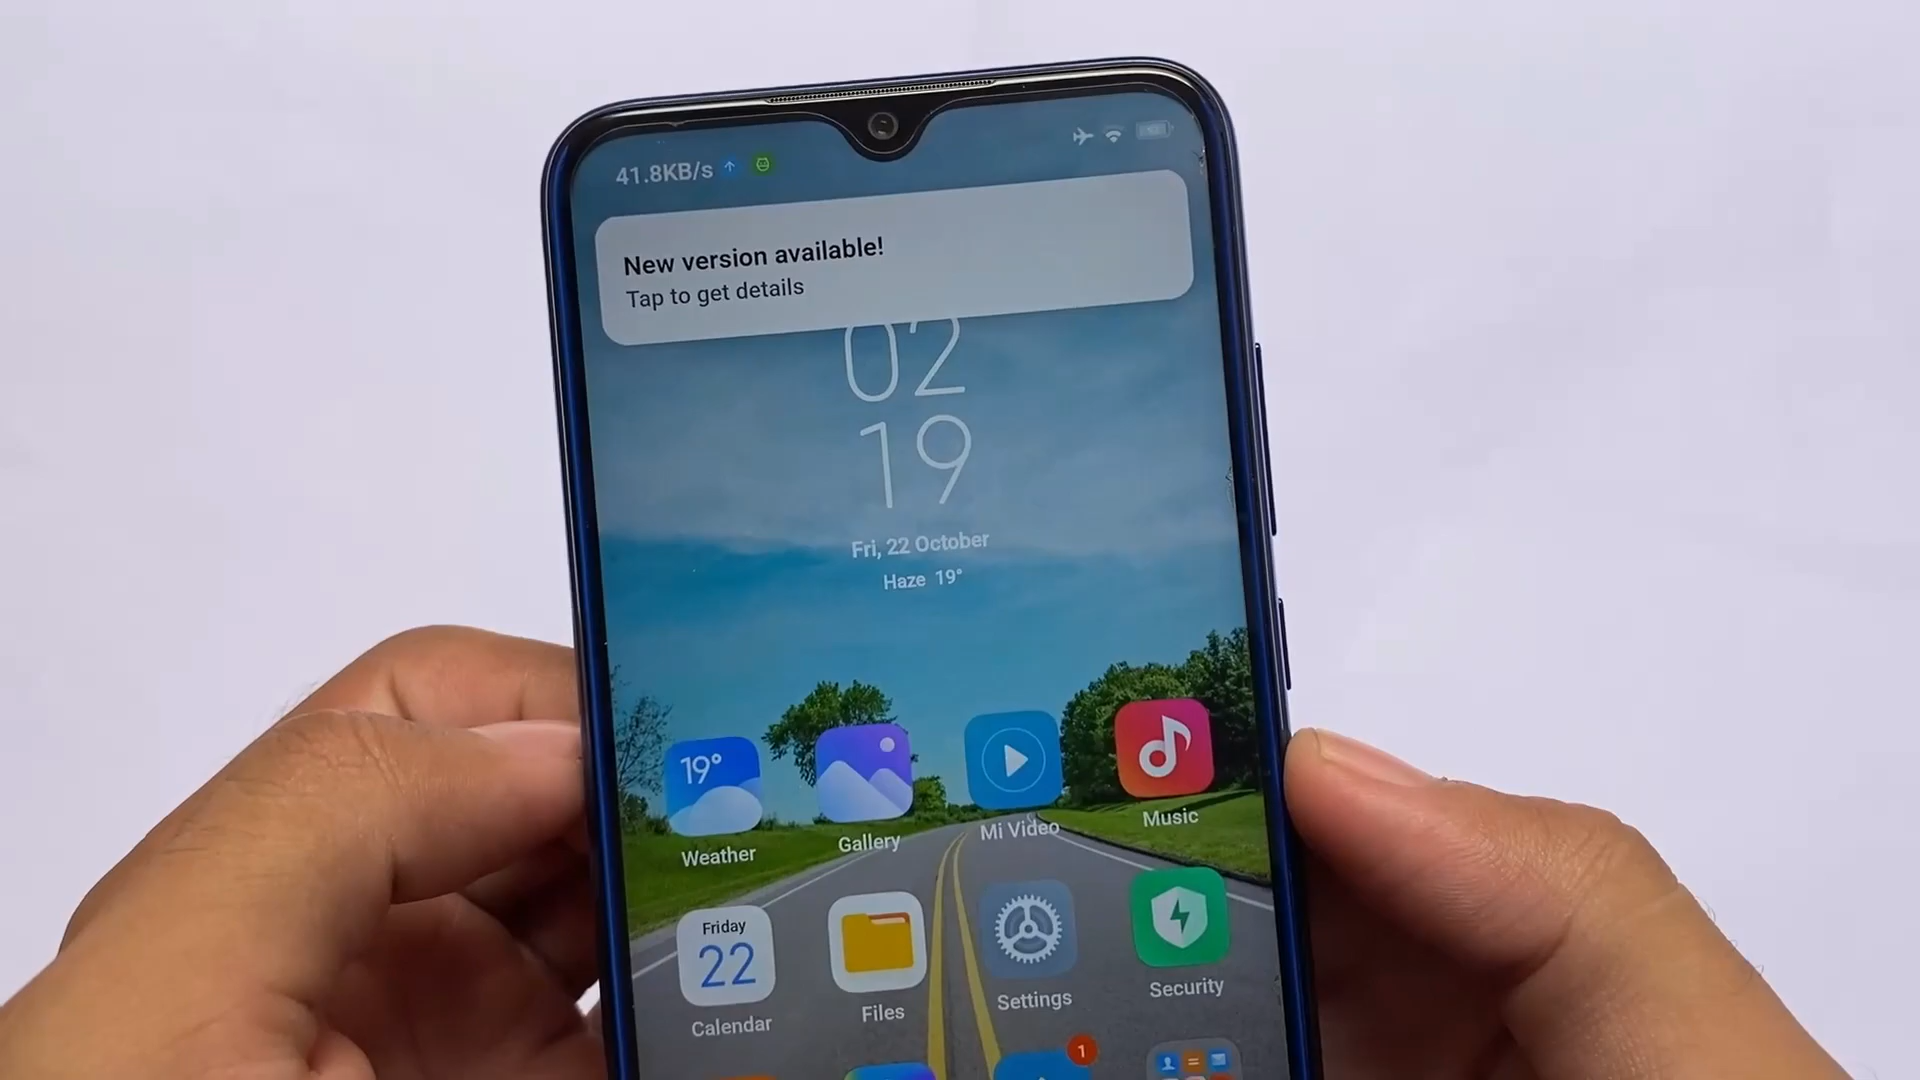 41.8KB/s
New version available!
Tap to get details
02
19
Fri, 22 October
Haze 19°
19°
Weather
Gallery
Mi Video
Music
Friday
22
Calendar
Files
Settings
Security
1